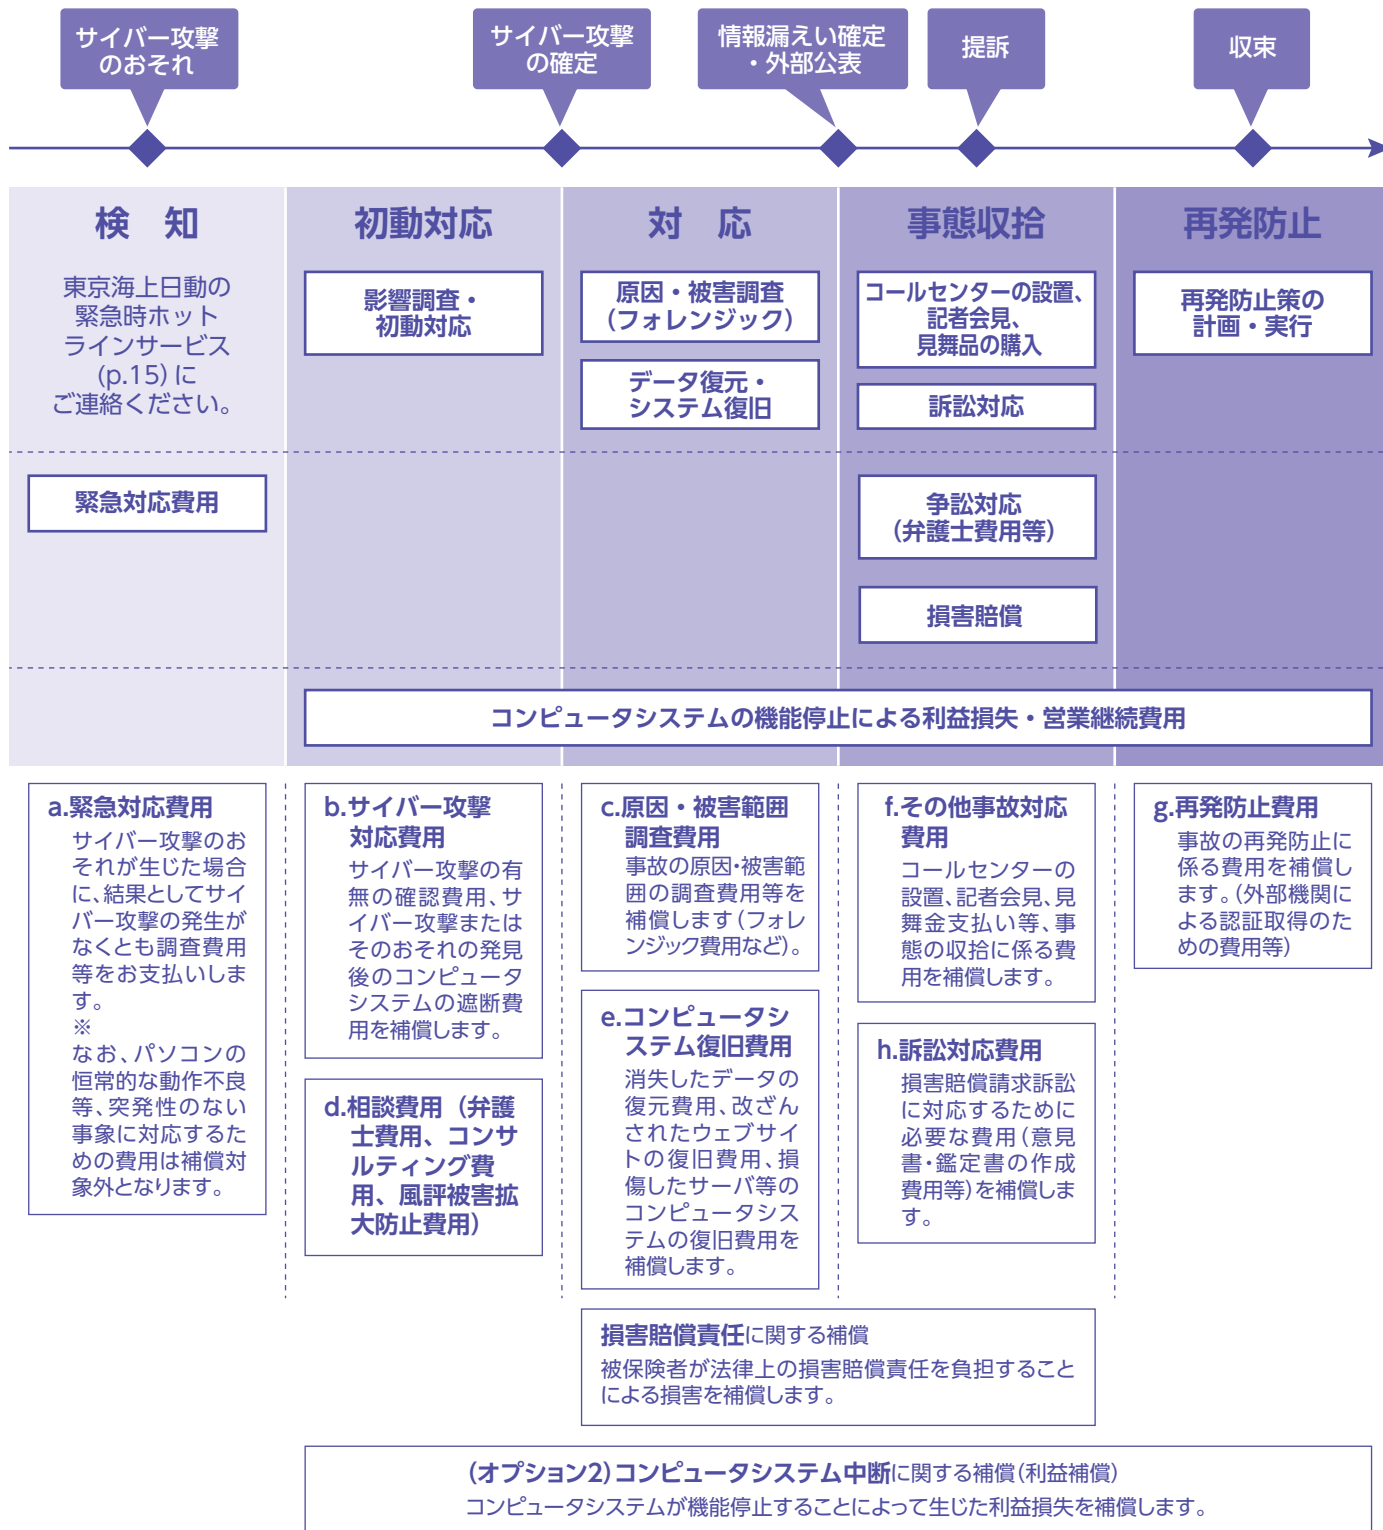 サイバー攻撃
のおそれ
サイバー攻撃
の確定
情報漏えい確定
・外部公表
提訴
収束
検　知
東京海上日動の
緊急時ホット
ラインサービス
(p.15)に
ご連絡ください。
緊急対応費用
初動対応
影響調査・
初動対応
対　応
原因・被害調査
(フォレンジック)
データ復元・
システム復旧
事態収拾
コールセンターの設置、
記者会見、
見舞品の購入
訴訟対応
争訟対応
(弁護士費用等)
損害賠償
再発防止
再発防止策の
計画・実行
コンピュータシステムの機能停止による利益損失・営業継続費用
a.緊急対応費用
サイバー攻撃のお
それが生じた場合
に、結果としてサイ
バー攻撃の発生が
なくとも調査費用
等をお支払いしま
す。
※
なお、パソコンの
恒常的な動作不良
等、突発性のない
事象に対応するた
めの費用は補償対
象外となります。
b.サイバー攻撃
対応費用
サイバー攻撃の有
無の確認費用、サ
イバー攻撃または
そのおそれの発見
後のコンピュータ
システムの遮断費
用を補償します。
d.相談費用（弁護
士費用、コンサ
ルティング費
用、風評被害拡
大防止費用）
c.原因・被害範囲
調査費用
事故の原因・被害範
囲の調査費用等を
補償します(フォレ
ンジック費用など)。
e.コンピュータシ
ステム復旧費用
消失したデータの
復元費用、改ざん
されたウェブサイ
トの復旧費用、損
傷したサーバ等の
コンピュータシス
テムの復旧費用を
補償します。
f.その他事故対応
費用
コールセンターの
設置、記者会見、見
舞金支払い等、事
態の収拾に係る費
用を補償します。
h.訴訟対応費用
損害賠償請求訴訟
に対応するために
必要な費用(意見
書・鑑定書の作成
費用等)を補償しま
す。
g.再発防止費用
事故の再発防止に
係る費用を補償し
ます。(外部機関に
よる認証取得のた
めの費用等)
損害賠償責任に関する補償
被保険者が法律上の損害賠償責任を負担すること
による損害を補償します。
(オプション2)コンピュータシステム中断に関する補償(利益補償)
コンピュータシステムが機能停止することによって生じた利益損失を補償します。